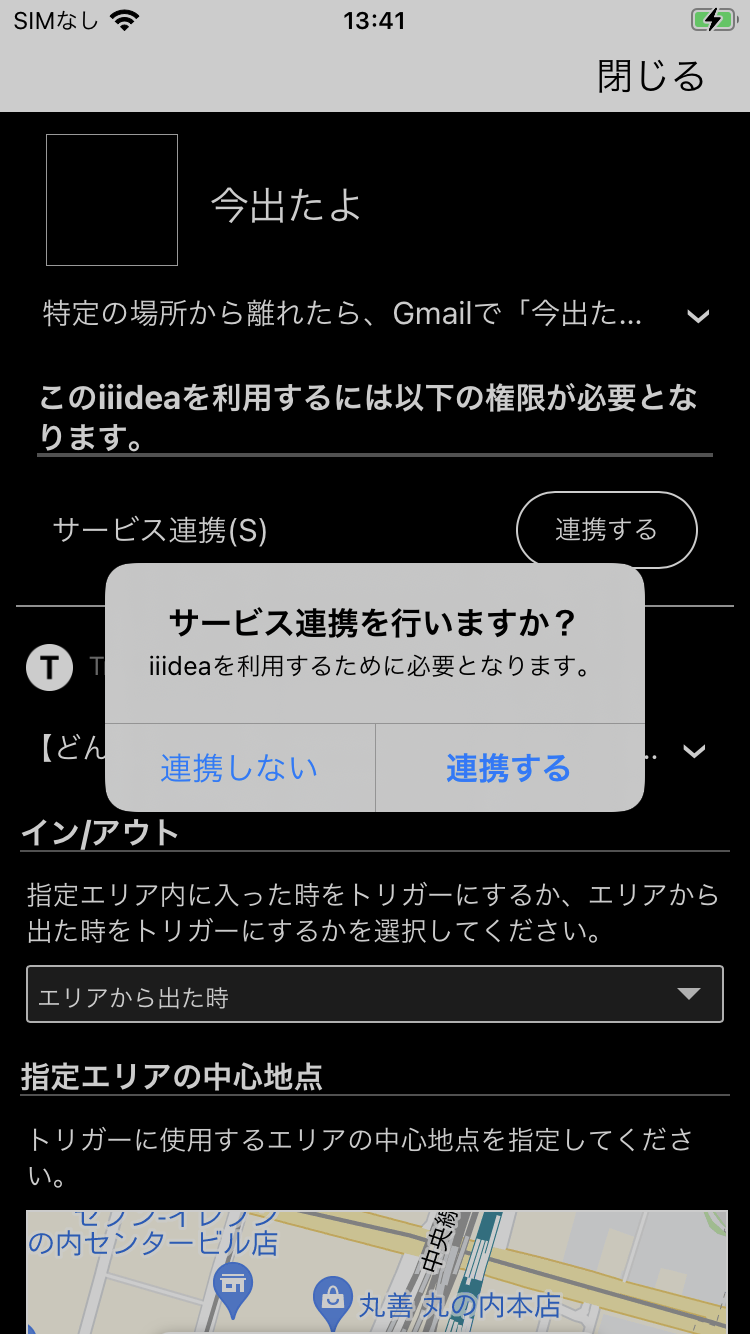 SIMなし
13:41
閉じる
今出たよ
特定の場所から離れたら、Gmailで「今出た...
このiiideaを利用するには以下の権限が必要とな
ります。
サービス連携(S)
連携する
サービス連携を行いますか？
iiideaを利用するために必要となります。
連携しない
連携する
T
【どん
..
イン/アウト
指定エリア内に入った時をトリガーにするか、エリアから
出た時をトリガーにするかを選択してください。
エリアから出た時
指定エリアの中心地点
トリガーに使用するエリアの中心地点を指定してくださ
い。
セブン-イレブン
の内センタービル店
中央線
丸善 丸の内本店